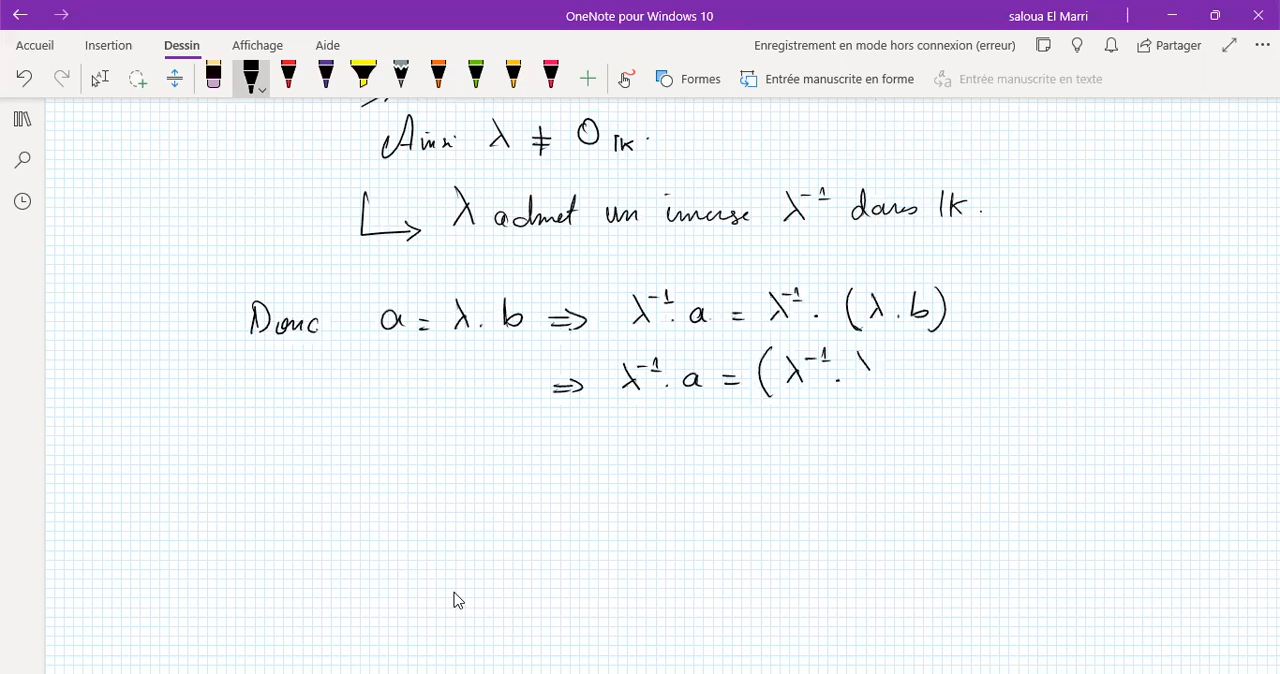 OneNote pour Windows 10
saloua El Marri
Accueil Insertion Dessin Affichage Aide
Enregistrement en mode hors connexion (erreur)
Partager
Formes
Entrée manuscrite en forme
Entrée manuscrite en texte
Ainsi λ ≠ 0_𝕂.
↳ λ admet un inverse λ⁻¹ dans 𝕂.
Donc a = λ . b ⇒ λ⁻¹ . a = λ⁻¹ . (λ . b)
⇒ λ⁻¹ . a = (λ⁻¹ .